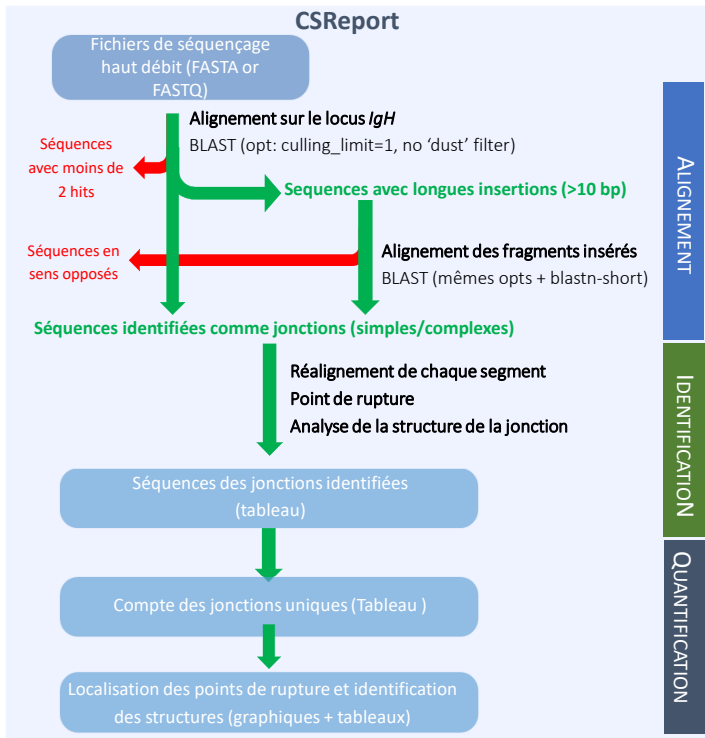 CSReport
Fichiers de séquençage
haut débit (FASTA or
FASTQ)
Alignement sur le locus IgH
BLAST (opt: culling_limit=1, no ‘dust’ filter)
Séquences
avec moins de
2 hits
Sequences avec longues insertions (>10 bp)
Séquences en
sens opposés
Alignement des fragments insérés
BLAST (mêmes opts + blastn-short)
Séquences identifiées comme jonctions (simples/complexes)
ALIGNEMENT
Réalignement de chaque segment
Point de rupture
Analyse de la structure de la jonction
IDENTIFICATION
Séquences des jonctions identifiées
(tableau)
Compte des jonctions uniques (Tableau )
Localisation des points de rupture et identification
des structures (graphiques + tableaux)
QUANTIFICATION